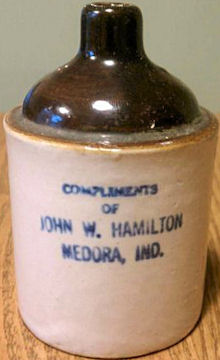 COMPLIMENTS
OF
JOHN W. HAMILTON
MEDORA, IND.